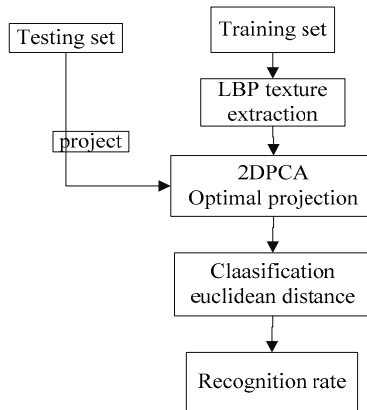 Testing set
Training set
LBP texture
extraction
project
2DPCA
Optimal projection
Claasification
euclidean distance
Recognition rate